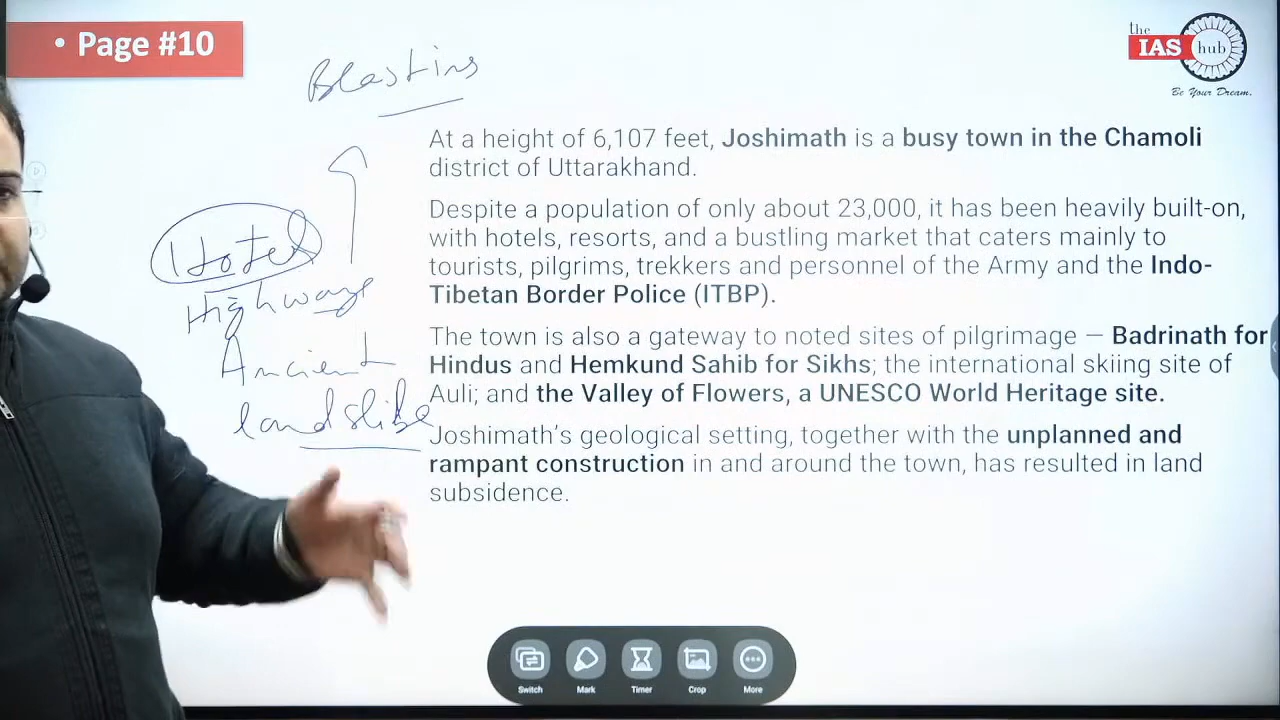 • Page #10
the
IAS hub
Be Your Dream.
Blasting
At a height of 6,107 feet, Joshimath is a busy town in the Chamoli
district of Uttarakhand.
Despite a population of only about 23,000, it has been heavily built-on,
with hotels, resorts, and a bustling market that caters mainly to
tourists, pilgrims, trekkers and personnel of the Army and the Indo-
Tibetan Border Police (ITBP).
The town is also a gateway to noted sites of pilgrimage — Badrinath for
Hindus and Hemkund Sahib for Sikhs; the international skiing site of
Auli; and the Valley of Flowers, a UNESCO World Heritage site.
Joshimath's geological setting, together with the unplanned and
rampant construction in and around the town, has resulted in land
subsidence.
Hotel
Highways
Ancient
landslide
Switch
Mark
Timer
Crop
More